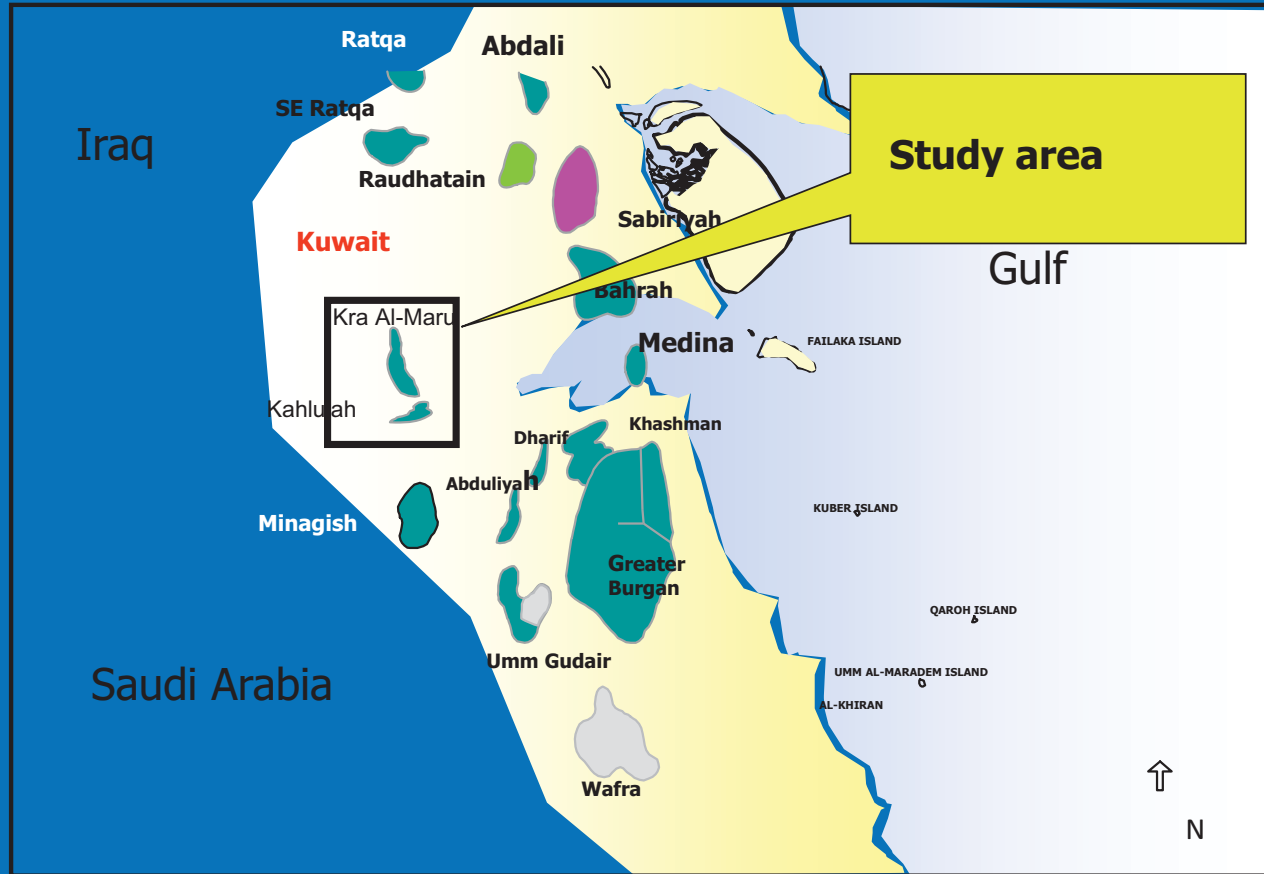 Ratqa
Abdali
SE Ratqa
Iraq
Study area
Raudhatain
Sabiriyah
Kuwait
Gulf
Bahrah
Kra Al-Maru
Medina
FAILAKA ISLAND
Kahlulah
Khashman
Dharif
Abduliyah
Minagish
KUBER ISLAND
Greater
Burgan
QAROH ISLAND
Umm Gudair
UMM AL-MARADEM ISLAND
Saudi Arabia
AL-KHIRAN
Wafra
N